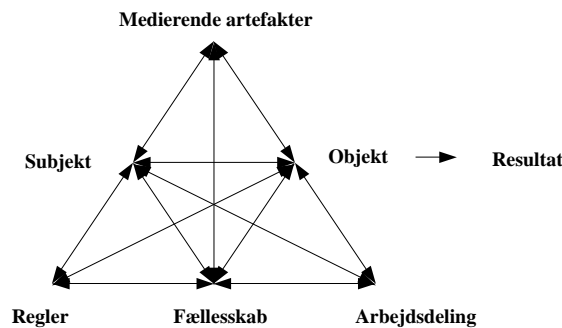 Medierende artefakter
Subjekt Objekt Resultat
Regler Fællesskab Arbejdsdeling